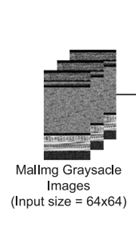 MalImg Graysacle
Images
(Input size = 64x64)